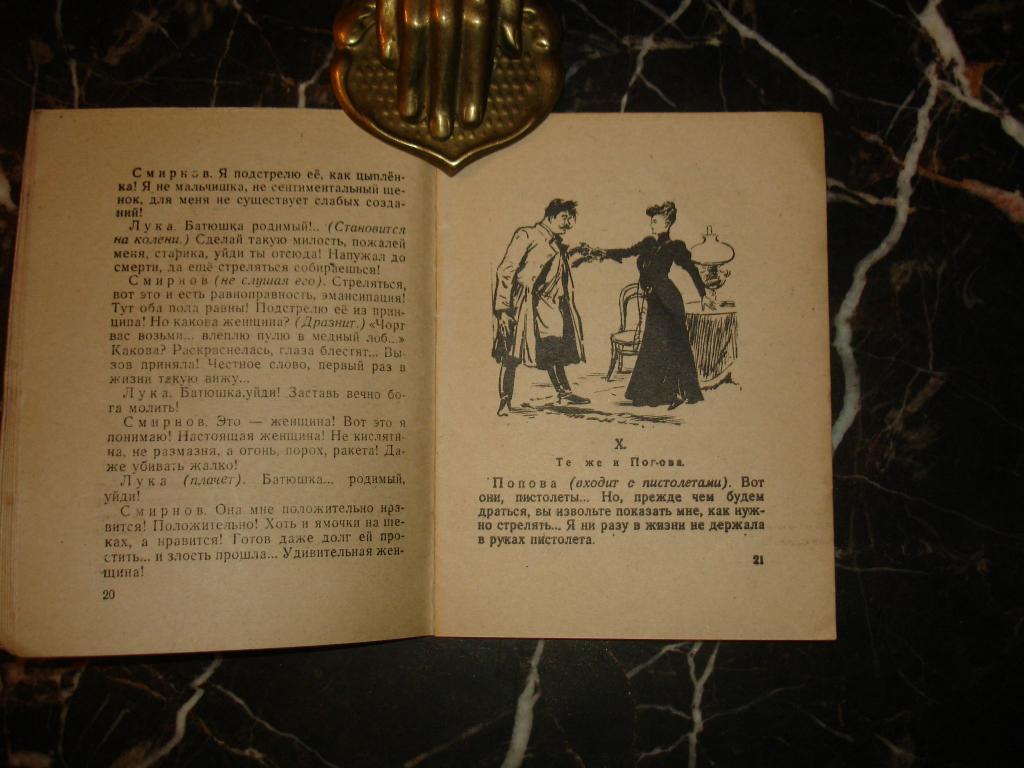 Смирнов. Я подстрелю её, как цыплён-
ка! Я не мальчишка, не сентиментальный ще-
нок, для меня не существует слабых созда-
ний!
Лука. Батюшка родимый!.. (Становится
на колени.) Сделай такую милость, пожалей
меня, старика, уйди ты отсюда! Напужал до
смерти, да ещё стреляться собираешься!
Смирнов (не слушая его). Стреляться,
вот это и есть равноправность, эмансипация!
Тут оба пола равны! Подстрелю её из прин-
ципа! Но какова женщина? (Дразнит.) «Чорт
вас возьми... влеплю пулю в медный лоб...»
Какова? Раскраснелась, глаза блестят... Вы-
зов приняла! Честное слово, первый раз в
жизни такую вижу...
Лука. Батюшка, уйди! Заставь вечно бо-
га молить!
Смирнов. Это — женщина! Вот это я
понимаю! Настоящая женщина! Не кисляти-
на, не размазня, а огонь, порох, ракета! Да-
же убивать жалко!
Лука (плачет). Батюшка... родимый,
уйди!
Смирнов. Она мне положительно нра-
вится! Положительно! Хоть и ямочки на ще-
ках, а нравится! Готов даже долг ей про-
стить... и злость прошла... Удивительная жен-
щина!
20
X.
Те же и Попова.
Попова (входит с пистолетами). Вот
они, пистолеты... Но, прежде чем будем
драться, вы извольте показать мне, как нуж-
но стрелять... Я ни разу в жизни не держала
в руках пистолета.
21